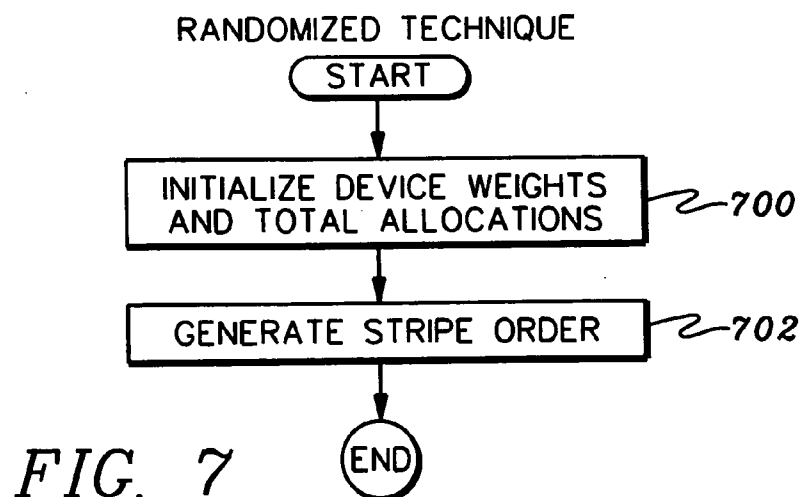 RANDOMIZED TECHNIQUE
START
INITIALIZE DEVICE WEIGHTS
AND TOTAL ALLOCATIONS
700
GENERATE STRIPE ORDER
702
END
FIG. 7